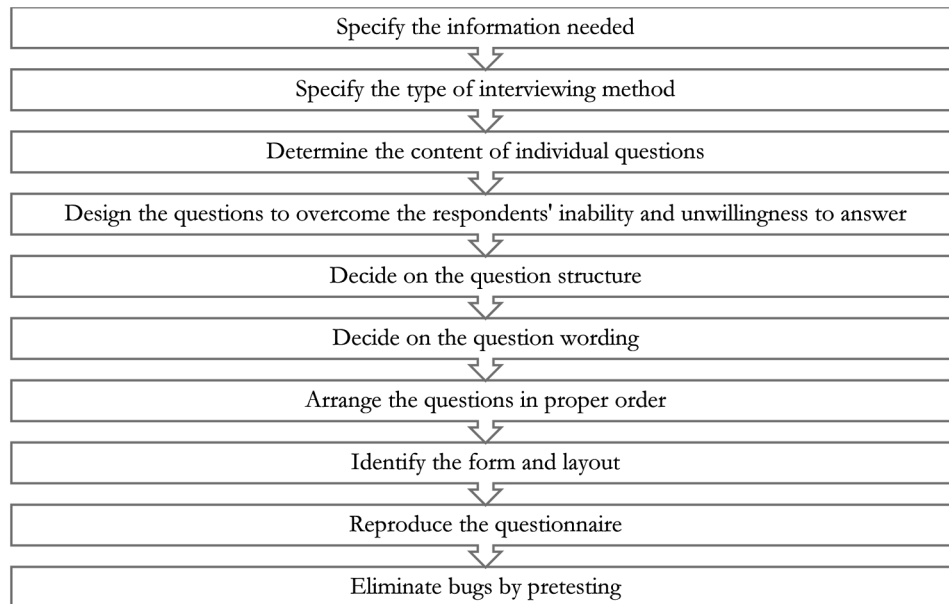 Specify the information needed
Specify the type of interviewing method
Determine the content of individual questions
Design the questions to overcome the respondents' inability and unwillingness to answer
Decide on the question structure
Decide on the question wording
Arrange the questions in proper order
Identify the form and layout
Reproduce the questionnaire
Eliminate bugs by pretesting